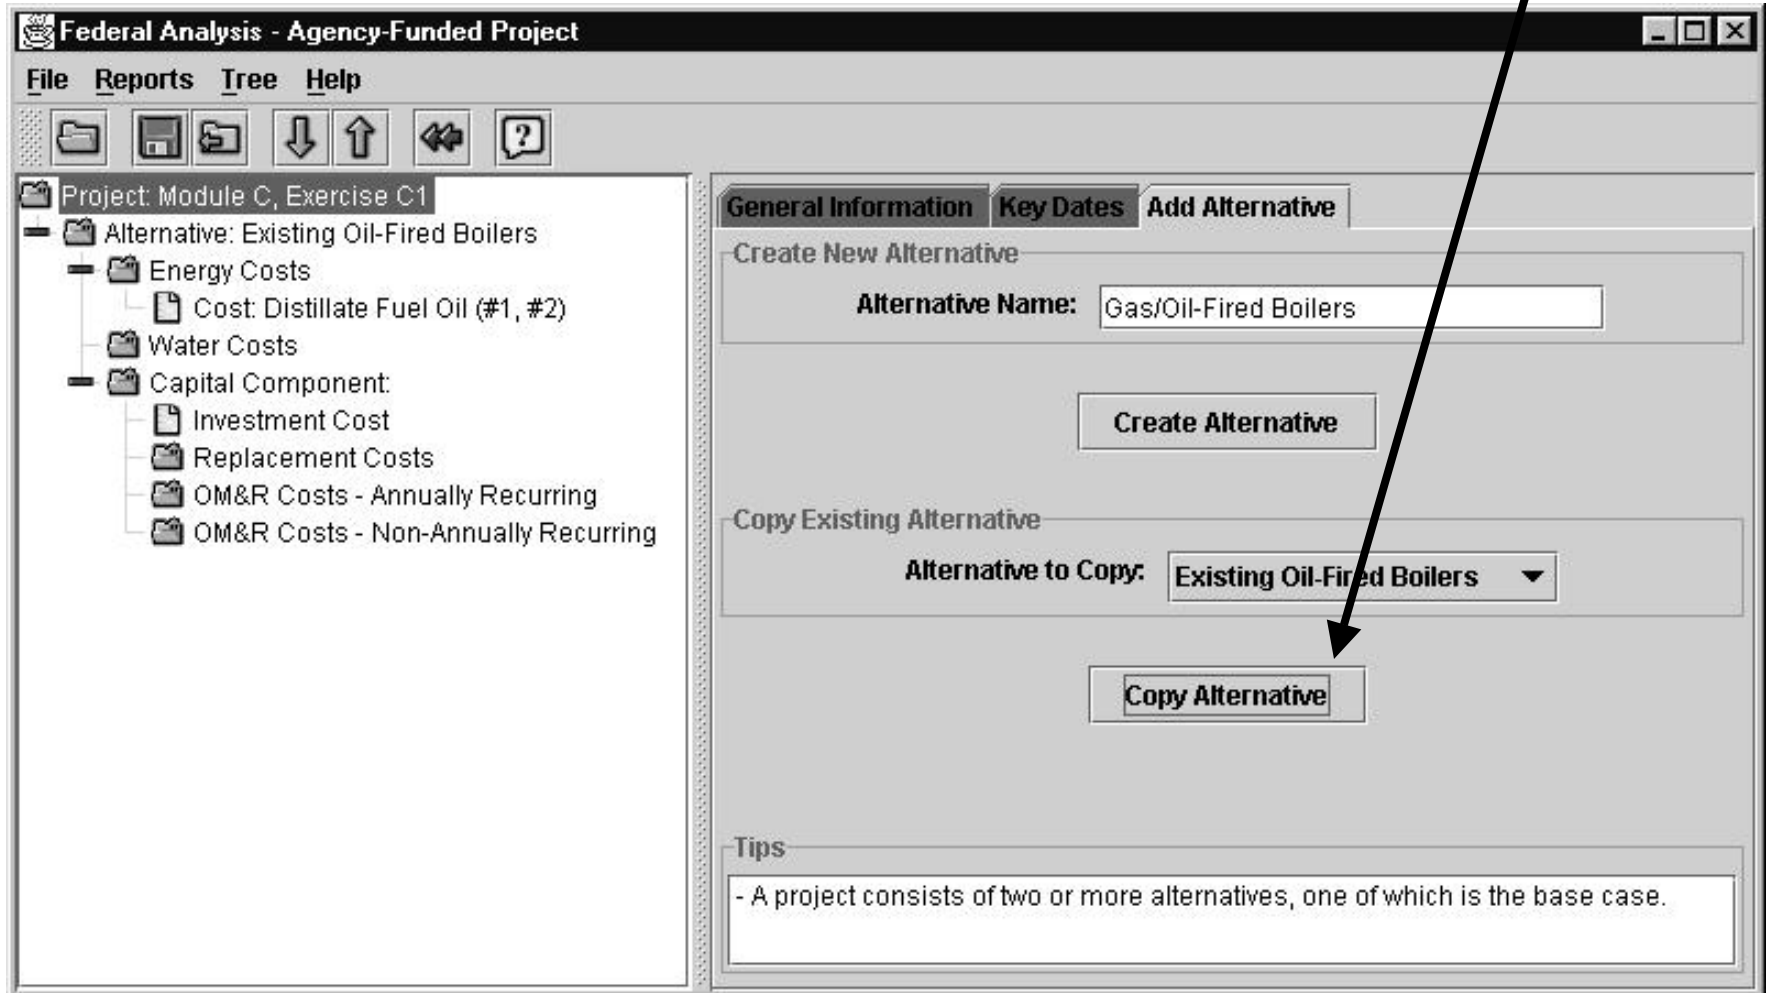 Federal Analysis - Agency-Funded Project
File Reports Tree Help
?
Project: Module C, Exercise C1
Alternative: Existing Oil-Fired Boilers
Energy Costs
Cost: Distillate Fuel Oil (#1, #2)
Water Costs
Capital Component:
Investment Cost
Replacement Costs
OM&R Costs - Annually Recurring
OM&R Costs - Non-Annually Recurring
General Information Key Dates Add Alternative
Create New Alternative
Alternative Name: Gas/Oil-Fired Boilers
Create Alternative
Copy Existing Alternative
Alternative to Copy: Existing Oil-Fired Boilers
Copy Alternative
Tips
- A project consists of two or more alternatives, one of which is the base case.